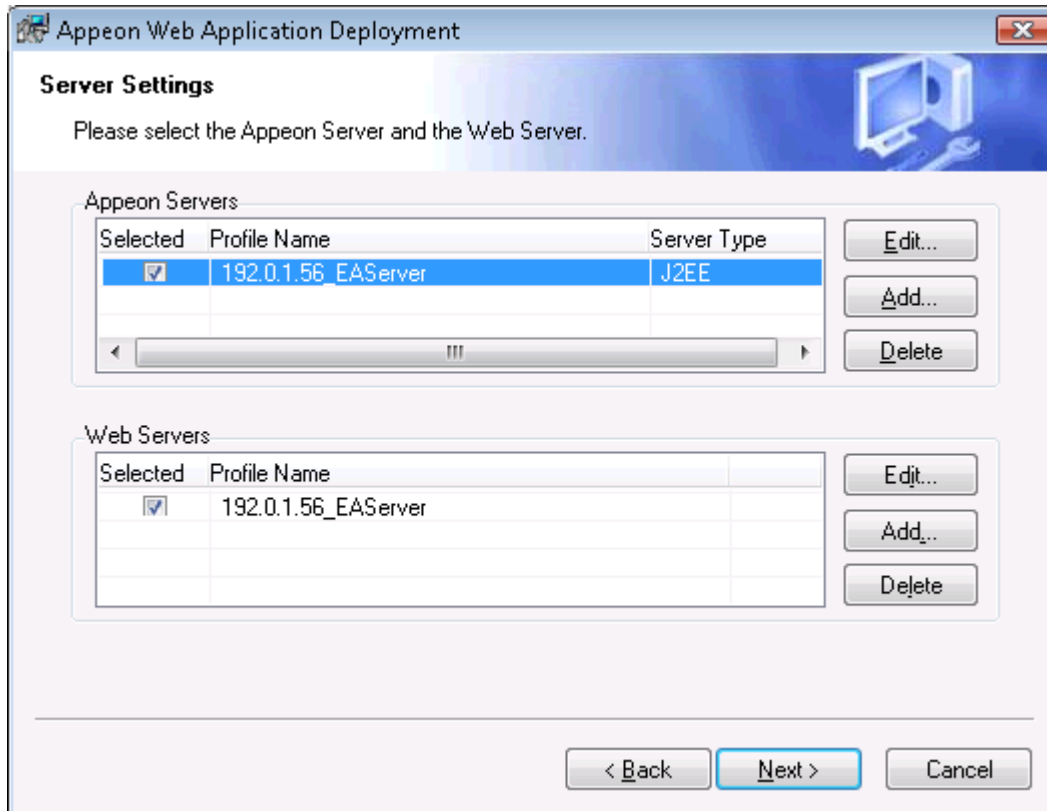 Appeon Web Application Deployment
Server Settings
Please select the Appeon Server and the Web Server.
Appeon Servers
Selected Profile Name Server Type
192.0.1.56_EAServer J2EE
Edit...
Add...
Delete
Web Servers
Selected Profile Name
192.0.1.56_EAServer
Edit...
Add...
Delete
< Back Next > Cancel